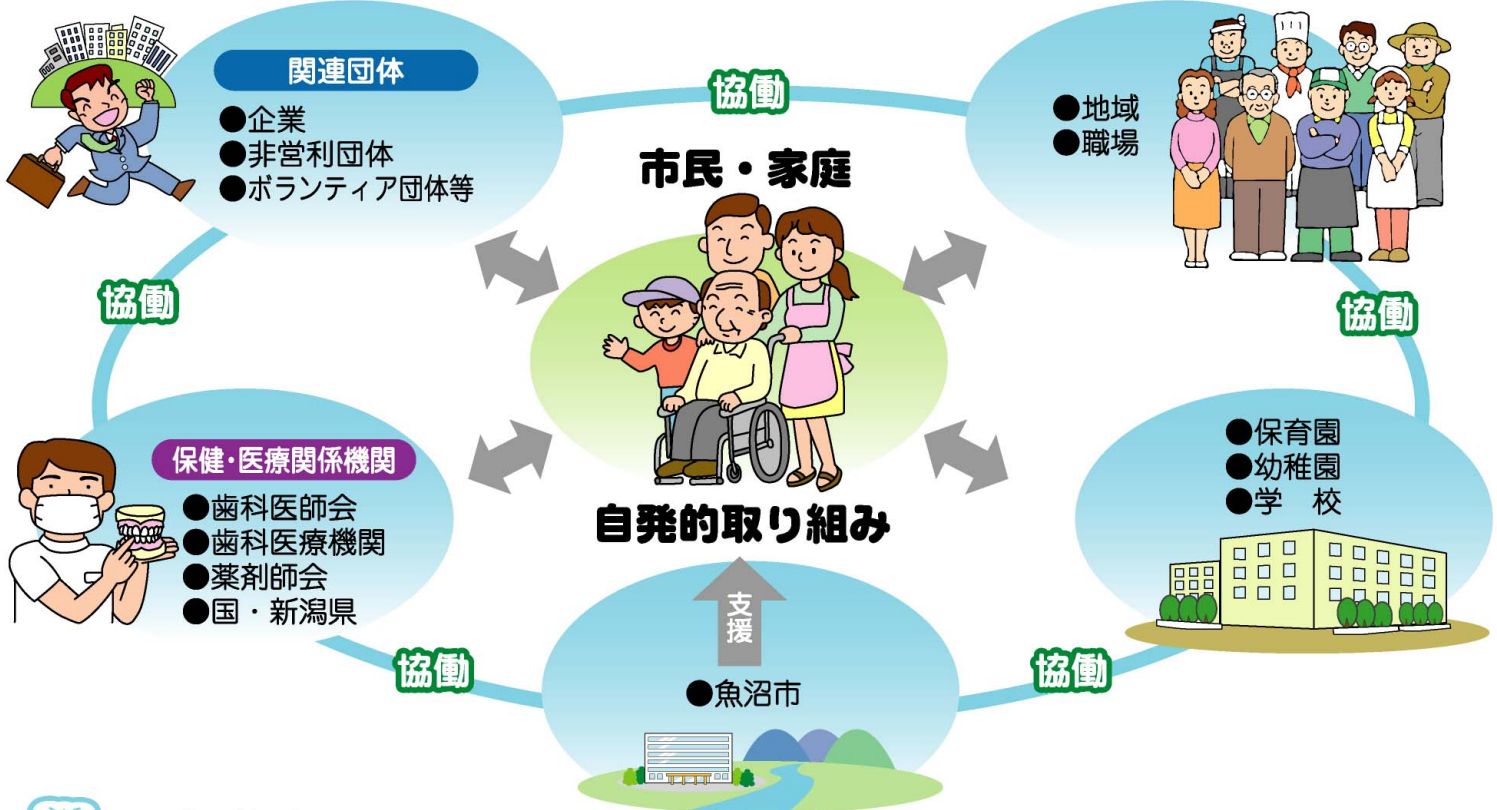 関連団体
●企業
●非営利団体
●ボランティア団体等
協働
●地域
●職場
市民・家庭
協働
協働
保健・医療関係機関
●歯科医師会
●歯科医療機関
●薬剤師会
●国・新潟県
自発的取り組み
●保育園
●幼稚園
●学　校
支援
協働
協働
●魚沼市